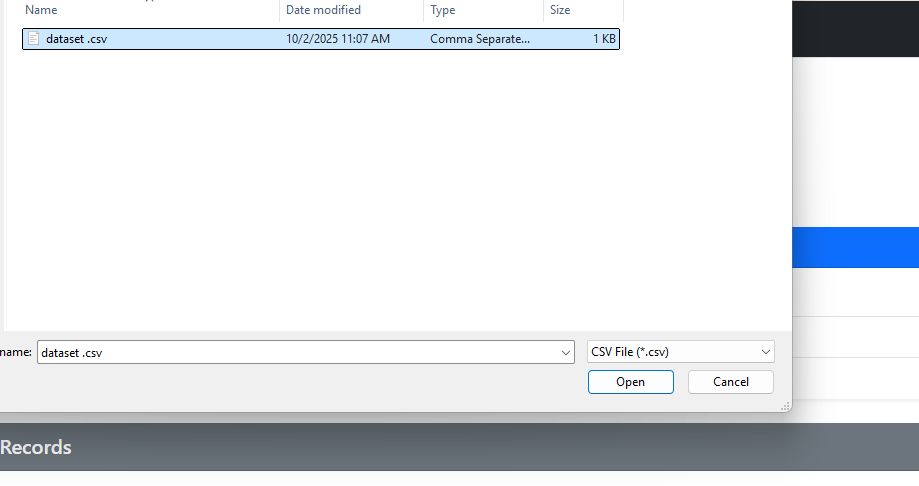 Name Date modified Type Size
dataset .csv 10/2/2025 11:07 AM Comma Separate... 1 KB
name: dataset .csv CSV File (*.csv)
Open Cancel
Records